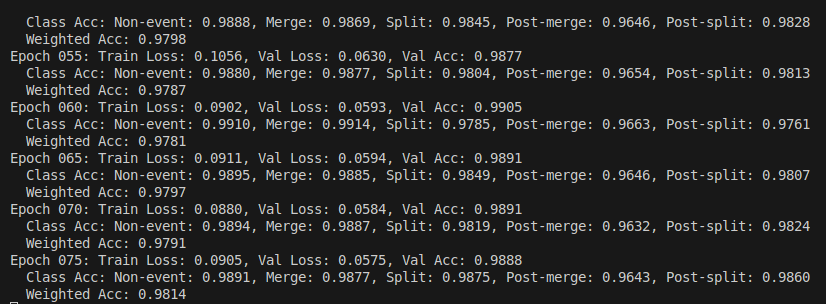 Class Acc: Non-event: 0.9888, Merge: 0.9869, Split: 0.9845, Post-merge: 0.9646, Post-split: 0.9828
Weighted Acc: 0.9798
Epoch 055: Train Loss: 0.1056, Val Loss: 0.0630, Val Acc: 0.9877
Class Acc: Non-event: 0.9880, Merge: 0.9877, Split: 0.9804, Post-merge: 0.9654, Post-split: 0.9813
Weighted Acc: 0.9787
Epoch 060: Train Loss: 0.0902, Val Loss: 0.0593, Val Acc: 0.9905
Class Acc: Non-event: 0.9910, Merge: 0.9914, Split: 0.9785, Post-merge: 0.9663, Post-split: 0.9761
Weighted Acc: 0.9781
Epoch 065: Train Loss: 0.0911, Val Loss: 0.0594, Val Acc: 0.9891
Class Acc: Non-event: 0.9895, Merge: 0.9885, Split: 0.9849, Post-merge: 0.9646, Post-split: 0.9807
Weighted Acc: 0.9797
Epoch 070: Train Loss: 0.0880, Val Loss: 0.0584, Val Acc: 0.9891
Class Acc: Non-event: 0.9894, Merge: 0.9887, Split: 0.9819, Post-merge: 0.9632, Post-split: 0.9824
Weighted Acc: 0.9791
Epoch 075: Train Loss: 0.0905, Val Loss: 0.0575, Val Acc: 0.9888
Class Acc: Non-event: 0.9891, Merge: 0.9877, Split: 0.9875, Post-merge: 0.9643, Post-split: 0.9860
Weighted Acc: 0.9814